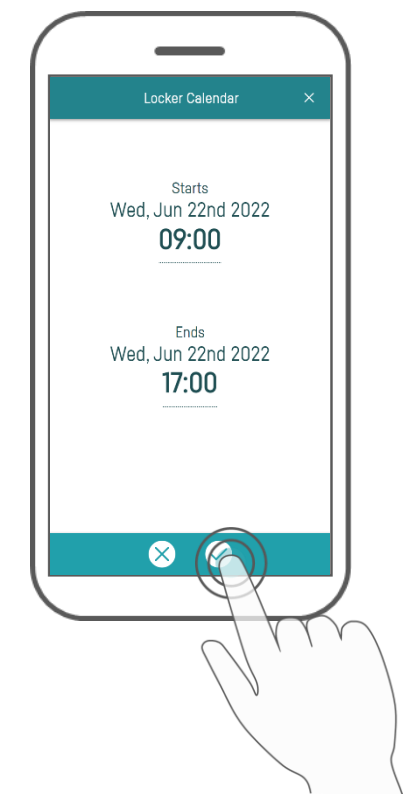 Locker Calendar
Starts
Wed, Jun 22nd 2022
09:00
Ends
Wed, Jun 22nd 2022
17:00